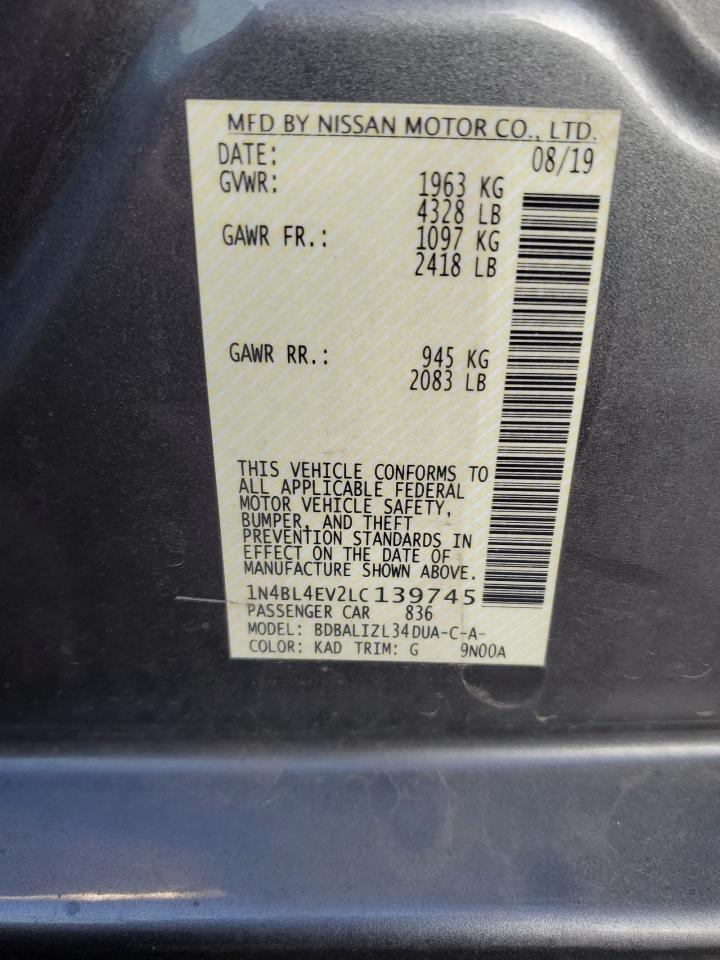 MFD BY NISSAN MOTOR CO., LTD.
DATE: 08/19
GVWR: 1963 KG
4328 LB
GAWR FR.: 1097 KG
2418 LB
GAWR RR.: 945 KG
2083 LB
THIS VEHICLE CONFORMS TO
ALL APPLICABLE FEDERAL
MOTOR VEHICLE SAFETY,
BUMPER, AND THEFT
PREVENTION STANDARDS IN
EFFECT ON THE DATE OF
MANUFACTURE SHOWN ABOVE.
1N4BL4EV2LC139745
PASSENGER CAR 836
MODEL: BDBALIZL34DUA-C-A-
COLOR: KAD TRIM: G 9N00A